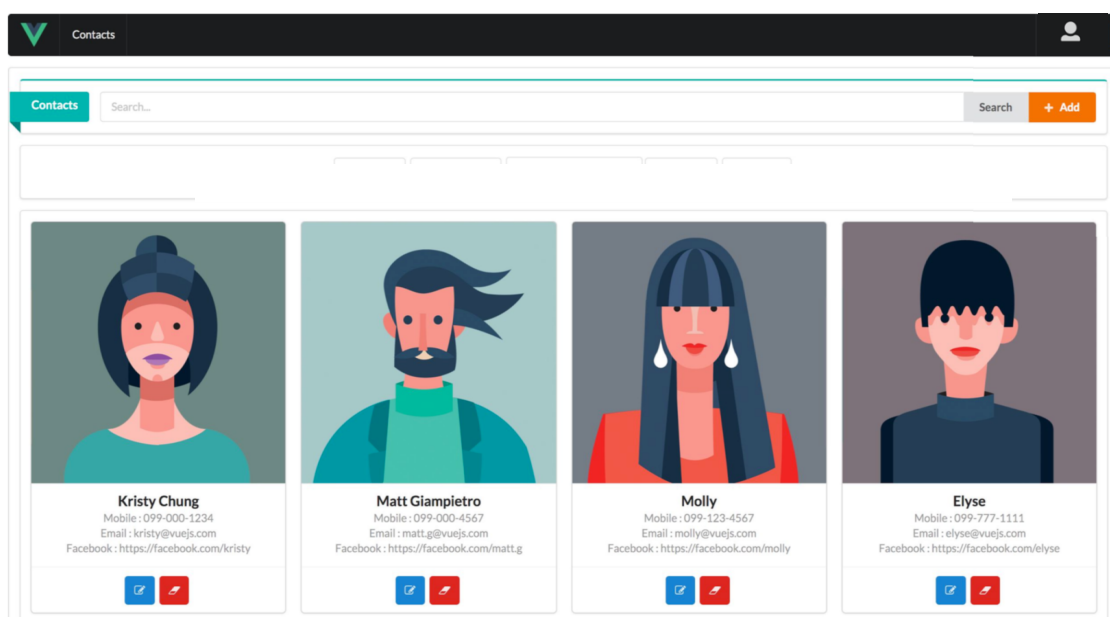 Contacts
Contacts
Search...
Search
+ Add
Kristy Chung
Mobile : 099-000-1234
Email : kristy@vuejs.com
Facebook : https://facebook.com/kristy
Matt Giampietro
Mobile : 099-000-4567
Email : matt.g@vuejs.com
Facebook : https://facebook.com/matt.g
Molly
Mobile : 099-123-4567
Email : molly@vuejs.com
Facebook : https://facebook.com/molly
Elyse
Mobile : 099-777-1111
Email : elyse@vuejs.com
Facebook : https://facebook.com/elyse